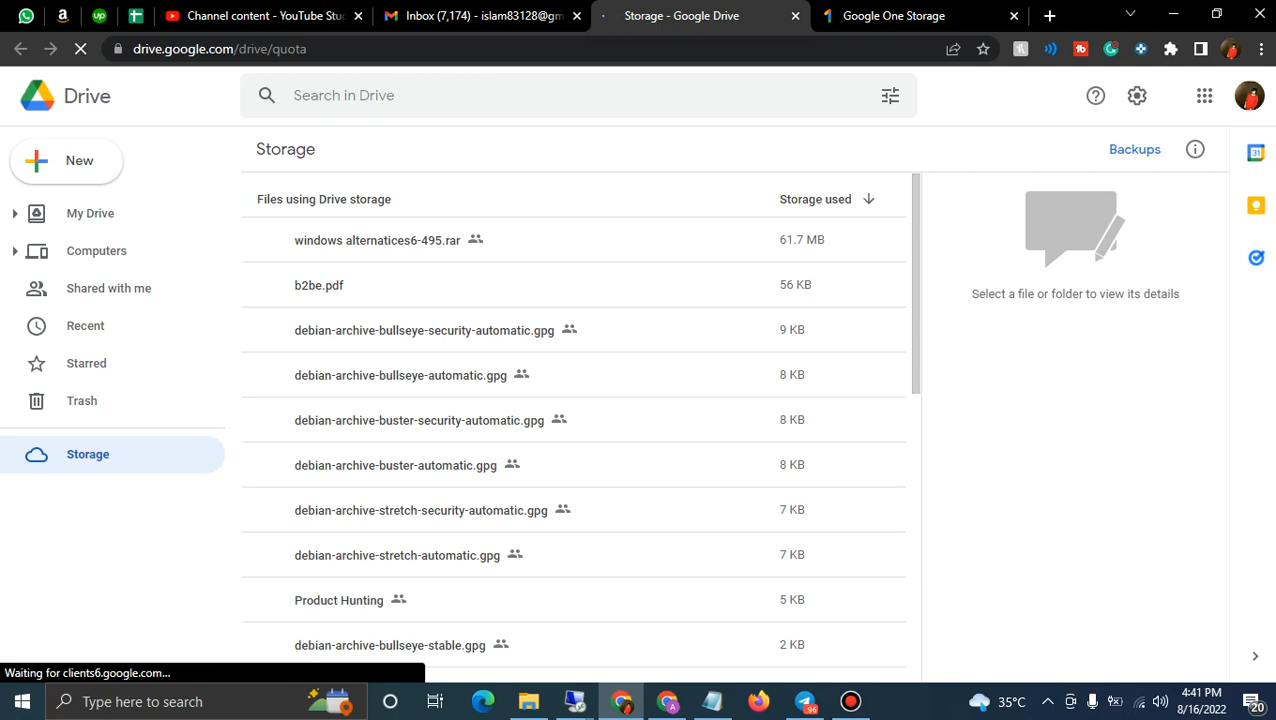 Channel content - YouTube Stu
Inbox (7,174) - islam83128@gm
Storage - Google Drive
Google One Storage
drive.google.com/drive/quota
Drive
Search in Drive
New
Storage
Backups
31
My Drive
Computers
Shared with me
Recent
Starred
Trash
Storage
Files using Drive storage
Storage used
windows alternatices6-495.rar
61.7 MB
b2be.pdf
56 KB
debian-archive-bullseye-security-automatic.gpg
9 KB
debian-archive-bullseye-automatic.gpg
8 KB
debian-archive-buster-security-automatic.gpg
8 KB
debian-archive-buster-automatic.gpg
8 KB
debian-archive-stretch-security-automatic.gpg
7 KB
debian-archive-stretch-automatic.gpg
7 KB
Product Hunting
5 KB
debian-archive-bullseye-stable.gpg
2 KB
Select a file or folder to view its details
Waiting for clients6.google.com...
Type here to search
96
35°C
4:41 PM
8/16/2022
20